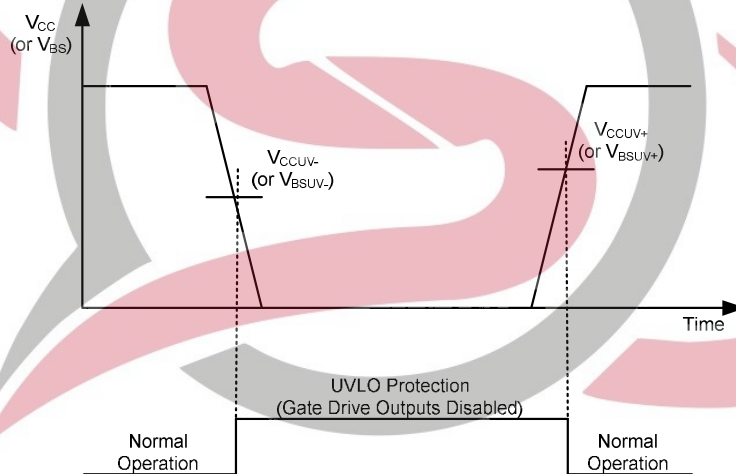 VCC
(or VBS)
VCCUV-
(or VBSUV-)
VCCUV+
(or VBSUV+)
Time
UVLO Protection
(Gate Drive Outputs Disabled)
Normal
Operation
Normal
Operation